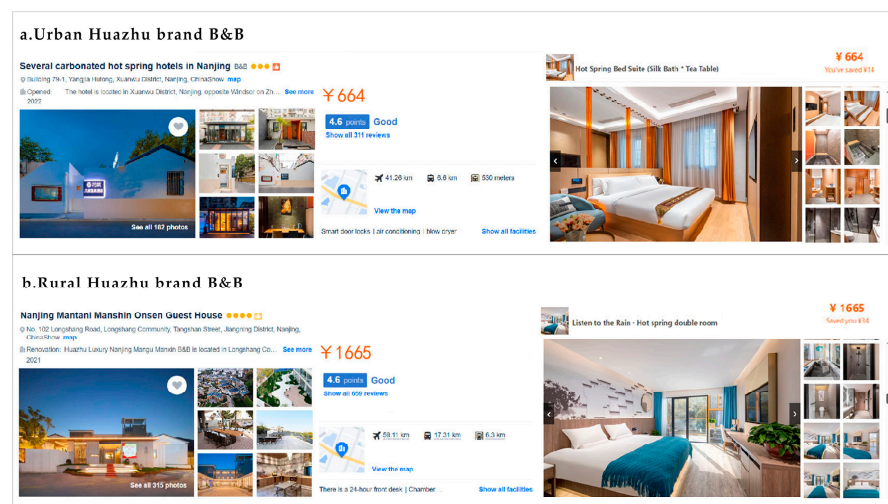 a.Urban Huazhu brand B&B
Several carbonated hot spring hotels in Nanjing B&B
Building 79-1, Yangjia Hutong, Xuanwu District, Nanjing, ChinaShow map
Opened: The hotel is located in Xuanwu District, Nanjing, opposite Windsor on Zh... See more
2022
See all 182 photos
￥664
4.6 points Good
Show all 311 reviews
41.26 km 6.6 km 530 meters
View the map
Smart door locks | air conditioning | blow dryer Show all facilities
Hot Spring Bed Suite (Silk Bath * Tea Table)
￥ 664
You've saved ¥14
b.Rural Huazhu brand B&B
Nanjing Mantani Manshin Onsen Guest House
No. 102 Longshang Road, Longshang Community, Tangshan Street, Jiangning District, Nanjing,
ChinaShow map
Renovation: Huazhu Luxury Nanjing Mangu Manxin B&B is located in Longshang Co... See more
2021
See all 315 photos
￥1665
4.6 points Good
Show all 659 reviews
58.11 km 17.31 km 6.3 km
View the map
There is a 24-hour front desk | Chamber ... Show all facilities
Listen to the Rain · Hot spring double room
￥ 1665
Saved you ¥34